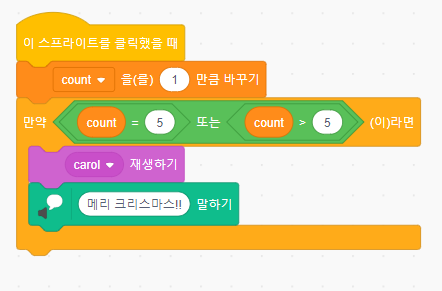 이 스프라이트를 클릭했을 때
count 을(를) 1 만큼 바꾸기
만약 count = 5 또는 count > 5 (이)라면
carol 재생하기
메리 크리스마스!! 말하기